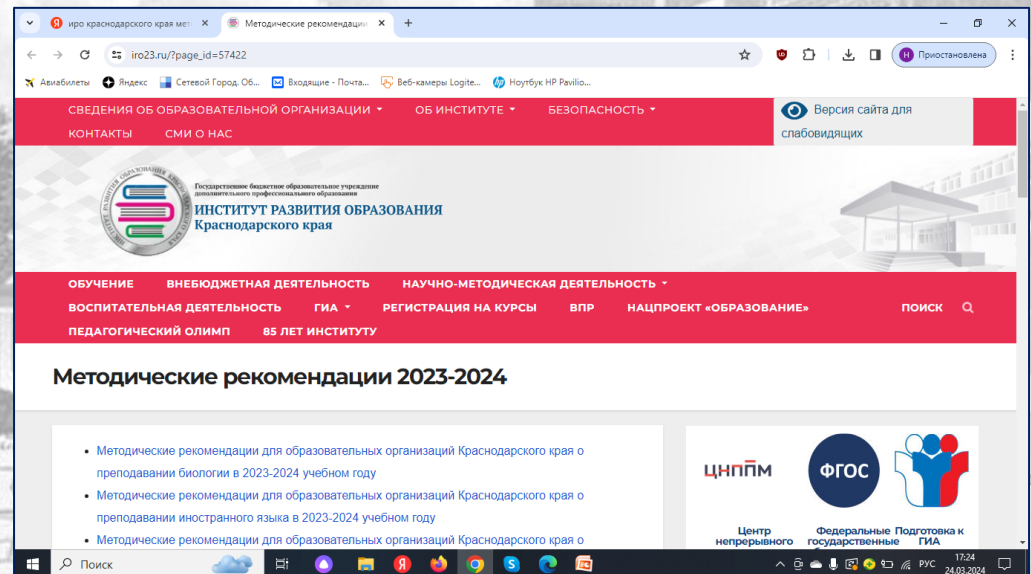 иро краснодарского края мет
Методические рекомендации
iro23.ru/?page_id=57422
Приостановлена
Авиабилеты Яндекс Сетевой Город. Об... Входящие - Почта... Веб-камеры Logite... Ноутбук HP Pavilio...
СВЕДЕНИЯ ОБ ОБРАЗОВАТЕЛЬНОЙ ОРГАНИЗАЦИИ ОБ ИНСТИТУТЕ БЕЗОПАСНОСТЬ
КОНТАКТЫ СМИ О НАС
Версия сайта для
слабовидящих
Государственное бюджетное образовательное учреждение
дополнительного профессионального образования
ИНСТИТУТ РАЗВИТИЯ ОБРАЗОВАНИЯ
Краснодарского края
ОБУЧЕНИЕ ВНЕБЮДЖЕТНАЯ ДЕЯТЕЛЬНОСТЬ НАУЧНО-МЕТОДИЧЕСКАЯ ДЕЯТЕЛЬНОСТЬ
ВОСПИТАТЕЛЬНАЯ ДЕЯТЕЛЬНОСТЬ ГИА РЕГИСТРАЦИЯ НА КУРСЫ ВПР НАЦПРОЕКТ «ОБРАЗОВАНИЕ» ПОИСК
ПЕДАГОГИЧЕСКИЙ ОЛИМП 85 ЛЕТ ИНСТИТУТУ
Методические рекомендации 2023-2024
Методические рекомендации для образовательных организаций Краснодарского края о
преподавании биологии в 2023-2024 учебном году
Методические рекомендации для образовательных организаций Краснодарского края о
преподавании иностранного языка в 2023-2024 учебном году
Методические рекомендации для образовательных организаций Краснодарского края о
ЦНППМ
ФГОС
Центр
непрерывного
Федеральные
государственные
Подготовка к
ГИА
Поиск
РУС
17:24
24.03.2024